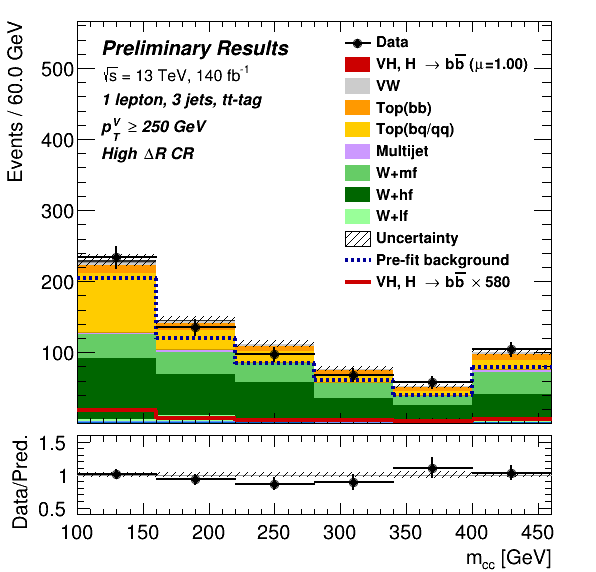 Events / 60.0 GeV
500
400
300
200
100
Preliminary Results
√s = 13 TeV, 140 fb⁻¹
1 lepton, 3 jets, tt-tag
p_T^V ≥ 250 GeV
High ΔR CR
Data
VH, H → bb̅ (μ=1.00)
VW
Top(bb)
Top(bq/qq)
Multijet
W+mf
W+hf
W+lf
Uncertainty
Pre-fit background
VH, H → bb̅ × 580
Data/Pred.
1.5
1
0.5
100 150 200 250 300 350 400 450
m_cc [GeV]